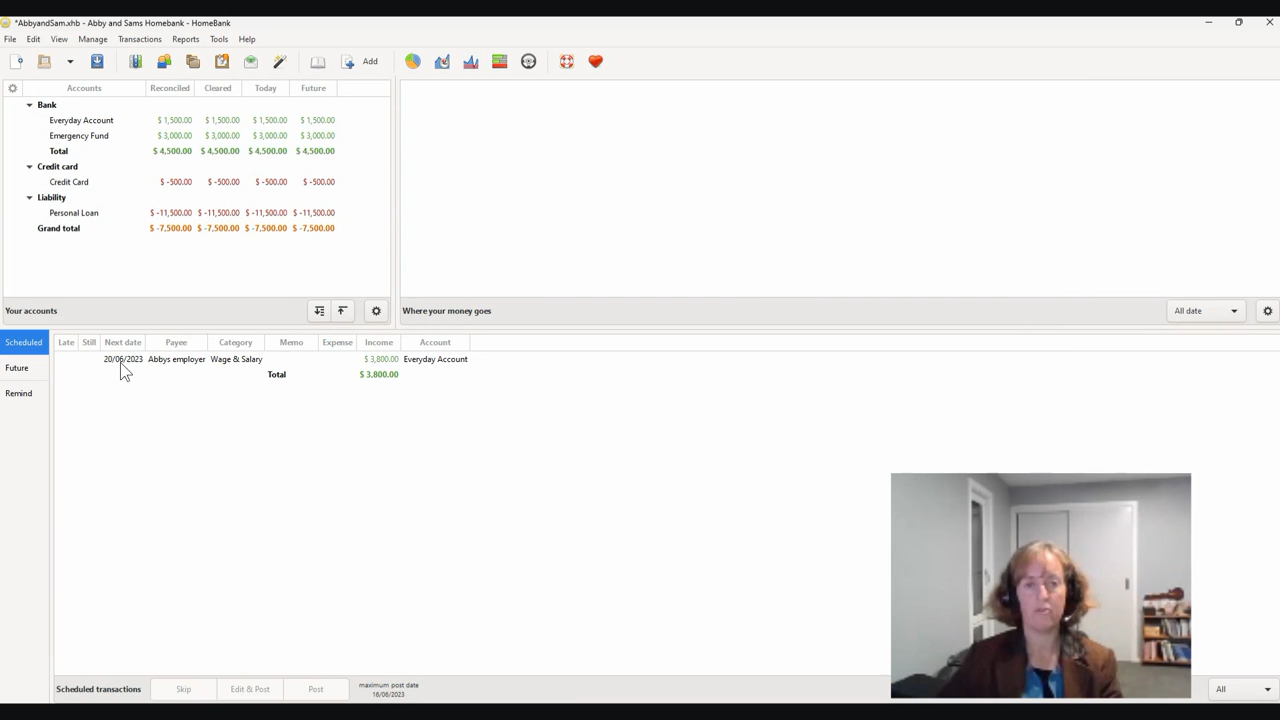 *AbbyandSam.xhb - Abby and Sams Homebank - HomeBank
File Edit View Manage Transactions Reports Tools Help
Add
Accounts Reconciled Cleared Today Future
Bank
Everyday Account $ 1,500.00 $ 1,500.00 $ 1,500.00 $ 1,500.00
Emergency Fund $ 3,000.00 $ 3,000.00 $ 3,000.00 $ 3,000.00
Total $ 4,500.00 $ 4,500.00 $ 4,500.00 $ 4,500.00
Credit card
Credit Card $ -500.00 $ -500.00 $ -500.00 $ -500.00
Liability
Personal Loan $ -11,500.00 $ -11,500.00 $ -11,500.00 $ -11,500.00
Grand total $ -7,500.00 $ -7,500.00 $ -7,500.00 $ -7,500.00
Your accounts
Where your money goes All date
Scheduled
Future
Remind
Late Still Next date Payee Category Memo Expense Income Account
20/06/2023 Abbys employer Wage & Salary $ 3,800.00 Everyday Account
Total $ 3,800.00
Scheduled transactions Skip Edit & Post Post
maximum post date
16/06/2023
All